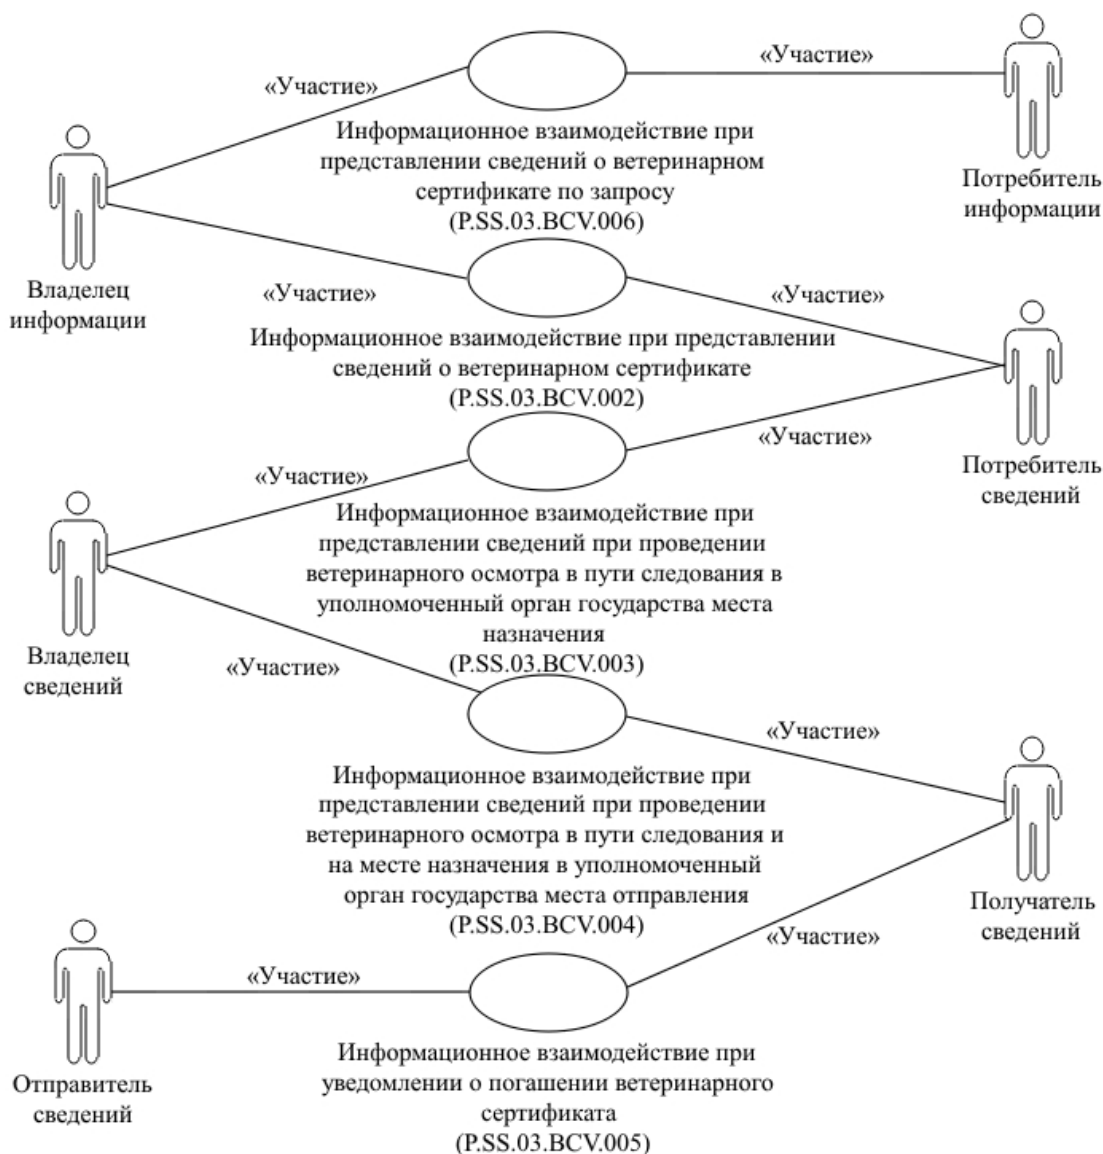 «Участие»
«Участие»
Информационное взаимодействие при
представлении сведений о ветеринарном
сертификате по запросу
(P.SS.03.BCV.006)
Потребитель
информации
Владелец
информации
«Участие»
«Участие»
Информационное взаимодействие при представлении
сведений о ветеринарном сертификате
(P.SS.03.BCV.002)
«Участие»
«Участие»
Потребитель
сведений
Информационное взаимодействие при
представлении сведений при проведении
ветеринарного осмотра в пути следования в
уполномоченный орган государства места
назначения
(P.SS.03.BCV.003)
Владелец
сведений
«Участие»
«Участие»
Информационное взаимодействие при
представлении сведений при проведении
ветеринарного осмотра в пути следования и
на месте назначения в уполномоченный
орган государства места отправления
(P.SS.03.BCV.004)
Получатель
сведений
«Участие»
«Участие»
Информационное взаимодействие при
уведомлении о погашении ветеринарного
сертификата
(P.SS.03.BCV.005)
Отправитель
сведений